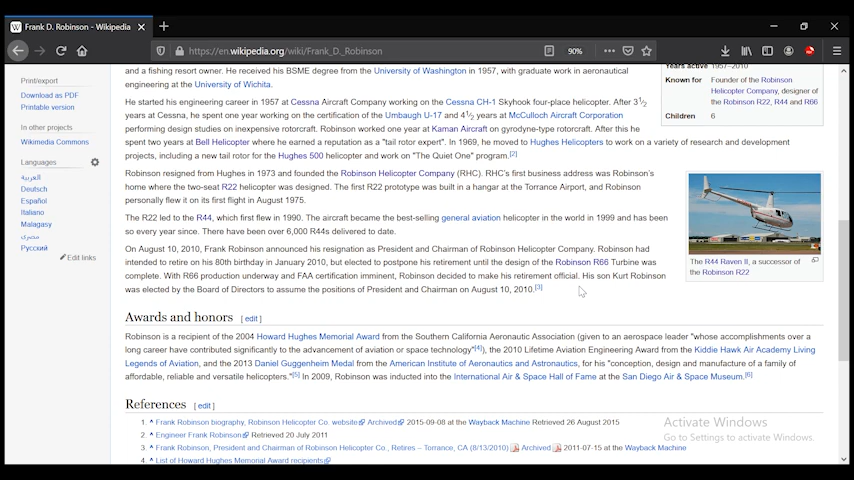 Frank D. Robinson - Wikipedia
https://en.wikipedia.org/wiki/Frank_D._Robinson
90%
Print/export
Download as PDF
Printable version
In other projects
Wikimedia Commons
Languages
العربية
Deutsch
Español
Italiano
Malagasy
مصرى
Русский
Edit links
and a fishing resort owner. He received his BSME degree from the University of Washington in 1957, with graduate work in aeronautical
engineering at the University of Wichita.
He started his engineering career in 1957 at Cessna Aircraft Company working on the Cessna CH-1 Skyhook four-place helicopter. After 3 1/2
years at Cessna, he spent one year working on the certification of the Umbaugh U-17 and 4 1/2 years at McCulloch Aircraft Corporation
performing design studies on inexpensive rotorcraft. Robinson worked one year at Kaman Aircraft on gyrodyne-type rotorcraft. After this he
spent two years at Bell Helicopter where he earned a reputation as a "tail rotor expert". In 1969, he moved to Hughes Helicopters to work on a variety of research and development
projects, including a new tail rotor for the Hughes 500 helicopter and work on "The Quiet One" program.[2]
Robinson resigned from Hughes in 1973 and founded the Robinson Helicopter Company (RHC). RHC's first business address was Robinson's
home where the two-seat R22 helicopter was designed. The first R22 prototype was built in a hangar at the Torrance Airport, and Robinson
personally flew it on its first flight in August 1975.
The R22 led to the R44, which first flew in 1990. The aircraft became the best-selling general aviation helicopter in the world in 1999 and has been
so every year since. There have been over 6,000 R44s delivered to date.
On August 10, 2010, Frank Robinson announced his resignation as President and Chairman of Robinson Helicopter Company. Robinson had
intended to retire on his 80th birthday in January 2010, but elected to postpone his retirement until the design of the Robinson R66 Turbine was
complete. With R66 production underway and FAA certification imminent, Robinson decided to make his retirement official. His son Kurt Robinson
was elected by the Board of Directors to assume the positions of President and Chairman on August 10, 2010.[3]
Years active 1957–2010
Known for Founder of the Robinson
Helicopter Company, designer of
the Robinson R22, R44 and R66
Children 6
The R44 Raven II, a successor of
the Robinson R22
Awards and honors [ edit ]
Robinson is a recipient of the 2004 Howard Hughes Memorial Award from the Southern California Aeronautic Association (given to an aerospace leader "whose accomplishments over a
long career have contributed significantly to the advancement of aviation or space technology"[4]), the 2010 Lifetime Aviation Engineering Award from the Kiddie Hawk Air Academy Living
Legends of Aviation, and the 2013 Daniel Guggenheim Medal from the American Institute of Aeronautics and Astronautics, for his "conception, design and manufacture of a family of
affordable, reliable and versatile helicopters."[5] In 2009, Robinson was inducted into the International Air & Space Hall of Fame at the San Diego Air & Space Museum.[6]
References [ edit ]
1. ^ Frank Robinson biography, Robinson Helicopter Co. website Archived 2015-09-08 at the Wayback Machine Retrieved 26 August 2015
2. ^ Engineer Frank Robinson Retrieved 20 July 2011
3. ^ Frank Robinson, President and Chairman of Robinson Helicopter Co., Retires – Torrance, CA (8/13/2010) Archived 2011-07-15 at the Wayback Machine
4. ^ List of Howard Hughes Memorial Award recipients
Activate Windows
Go to Settings to activate Windows.